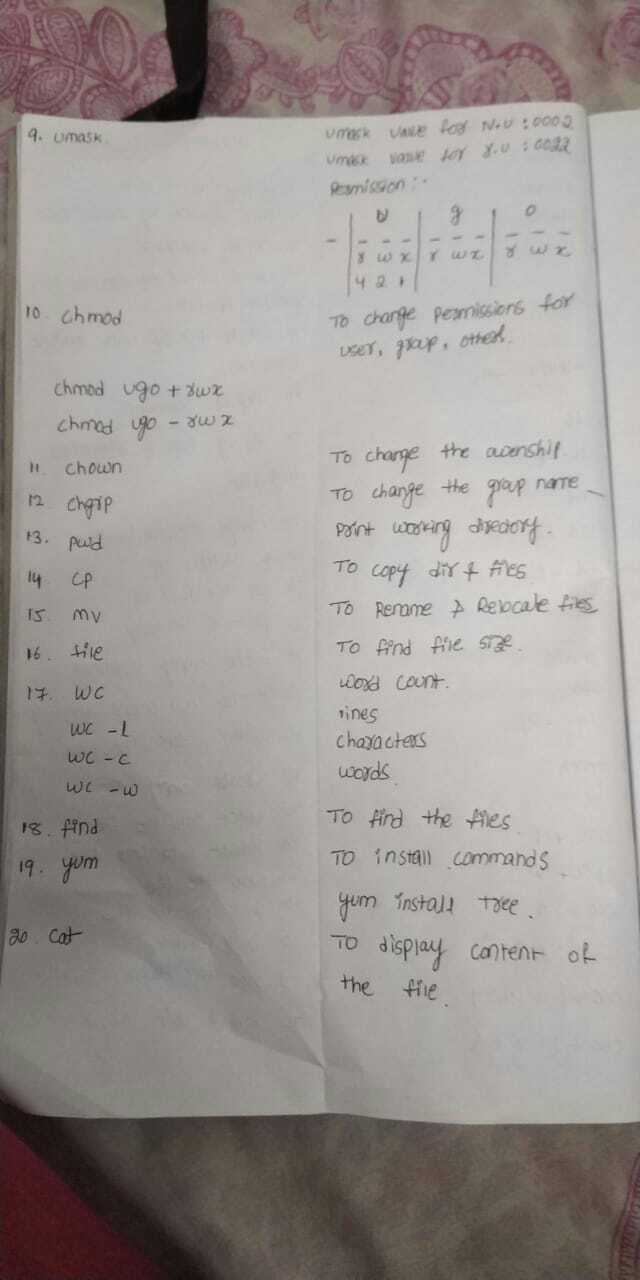 9. umask    umask value for N.U : 0002
umask value for r.u : 0022
Permission :-
u | g | o
- | - - - | - - - | - - -
r w x | r w x | r w x
4 2 1
10. chmod    To change permissions for
user, group, other.
chmod ugo + rwx
chmod ugo - rwx
11. chown    To change the
12. chgrp    To change the group name
13. pwd    print working directory.
14 cp    To copy dir & files
15. mv    To Rename & Relocate files
16. file    To find file size.
17. wc    word count.
wc -l    lines
wc -c    characters
wc -w    words.
18. find    To find the files
19. yum    To install commands
yum install tree.
20. cat    To display content of
the file.